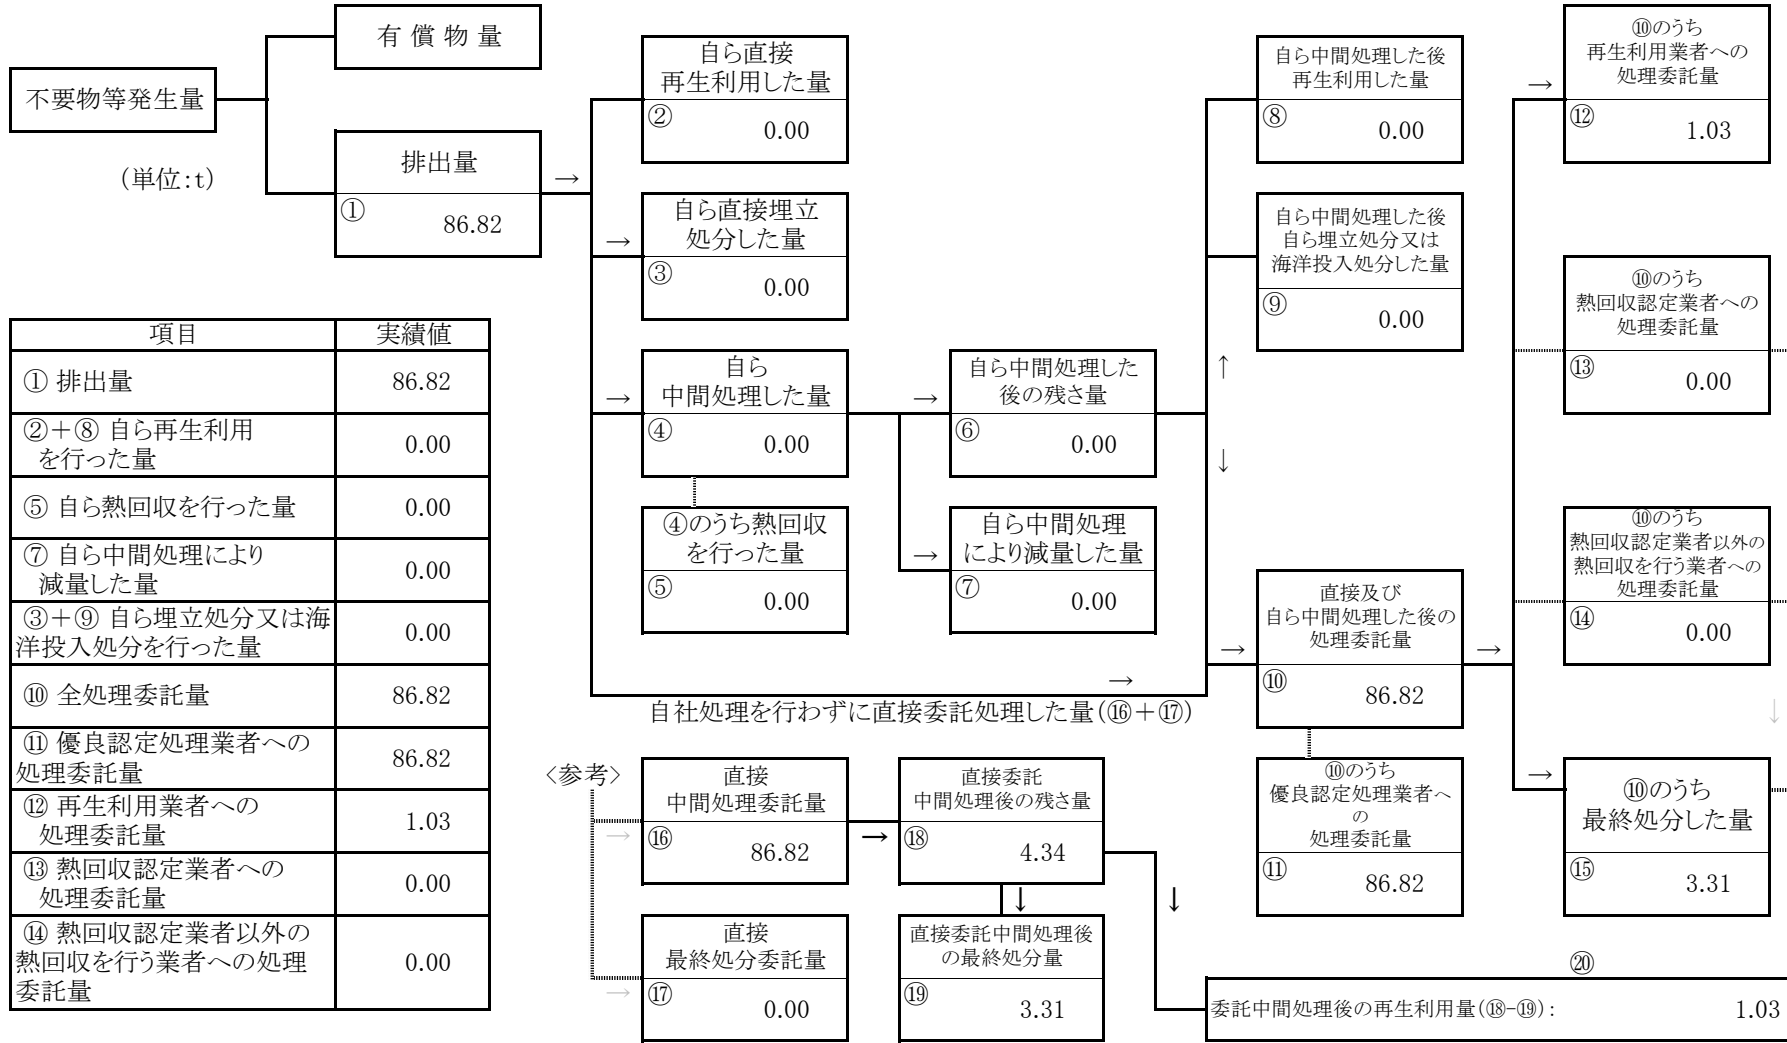 有 償 物 量
不要物等発生量
(単位:t)
排出量
①
86.82
→
自ら直接
再生利用した量
②
0.00
→
自ら直接埋立
処分した量
③
0.00
→
自ら
中間処理した量
④
0.00
④のうち熱回収
を行った量
⑤
0.00
→
自ら中間処理した
後の残さ量
⑥
0.00
→
自ら中間処理
により減量した量
⑦
0.00
自ら中間処理した後
再生利用した量
⑧
0.00
自ら中間処理した後
自ら埋立処分又は
海洋投入処分した量
⑨
0.00
↑
↓
→
自社処理を行わずに直接委託処理した量(⑯+⑰)
→
直接及び
自ら中間処理した後の
処理委託量
⑩
86.82
→
⑩のうち
優良認定処理業者へ
の
処理委託量
⑪
86.82
→
⑩のうち
再生利用業者への
処理委託量
⑫
1.03
⑩のうち
熱回収認定業者への
処理委託量
⑬
0.00
⑩のうち
熱回収認定業者以外の
熱回収を行う業者への
処理委託量
⑭
0.00
↓
→
⑩のうち
最終処分した量
⑮
3.31
項目 実績値
① 排出量 86.82
②+⑧ 自ら再生利用
を行った量
0.00
⑤ 自ら熱回収を行った量 0.00
⑦ 自ら中間処理により
減量した量
0.00
③+⑨ 自ら埋立処分又は海
洋投入処分を行った量
0.00
⑩ 全処理委託量 86.82
⑪ 優良認定処理業者への
処理委託量
86.82
⑫ 再生利用業者への
処理委託量
1.03
⑬ 熱回収認定業者への
処理委託量
0.00
⑭ 熱回収認定業者以外の
熱回収を行う業者への処理
委託量
0.00
<参考>
→
直接
中間処理委託量
⑯
86.82
→
直接委託
中間処理後の残さ量
⑱
4.34
↓
↓
→
直接
最終処分委託量
⑰
0.00
直接委託中間処理後
の最終処分量
⑲
3.31
⑳
委託中間処理後の再生利用量(⑱-⑲): 1.03